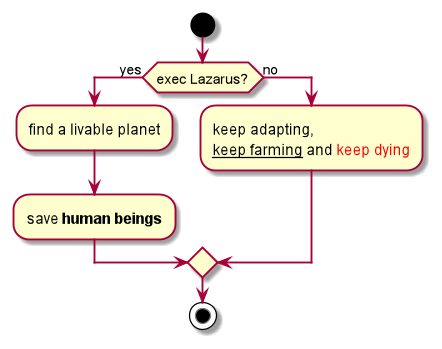 yes
exec Lazarus?
no
find a livable planet
keep adapting,
keep farming and keep dying
save human beings